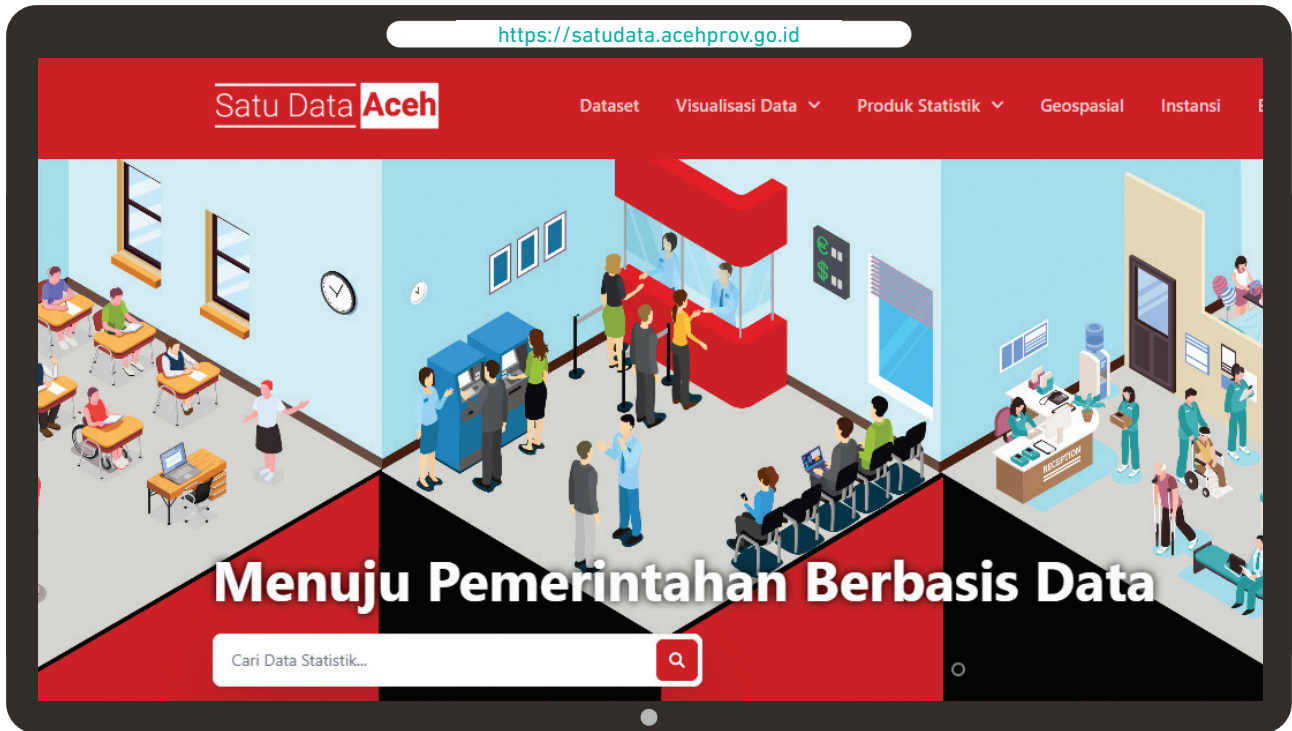 https://satudata.acehprov.go.id
Satu Data Aceh
Dataset Visualisasi Data Produk Statistik Geospasial Instansi
€
$
RECEPTION
Menuju Pemerintahan Berbasis Data
Cari Data Statistik...